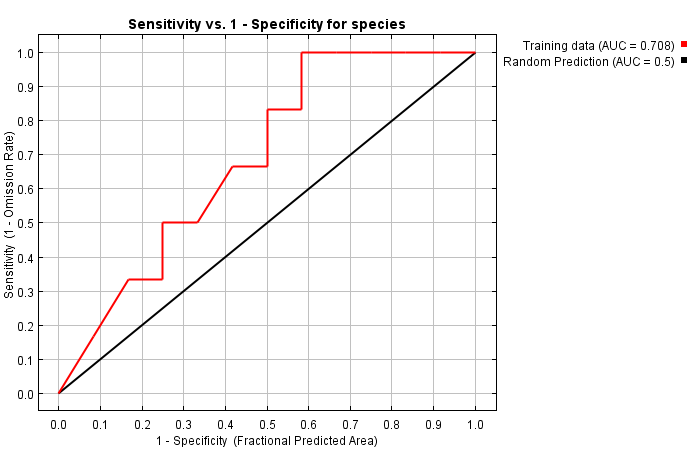 Sensitivity vs. 1 - Specificity for species
Training data (AUC = 0.708)
Random Prediction (AUC = 0.5)
Sensitivity (1 - Omission Rate)
1.0
0.9
0.8
0.7
0.6
0.5
0.4
0.3
0.2
0.1
0.0
0.0 0.1 0.2 0.3 0.4 0.5 0.6 0.7 0.8 0.9 1.0
1 - Specificity (Fractional Predicted Area)